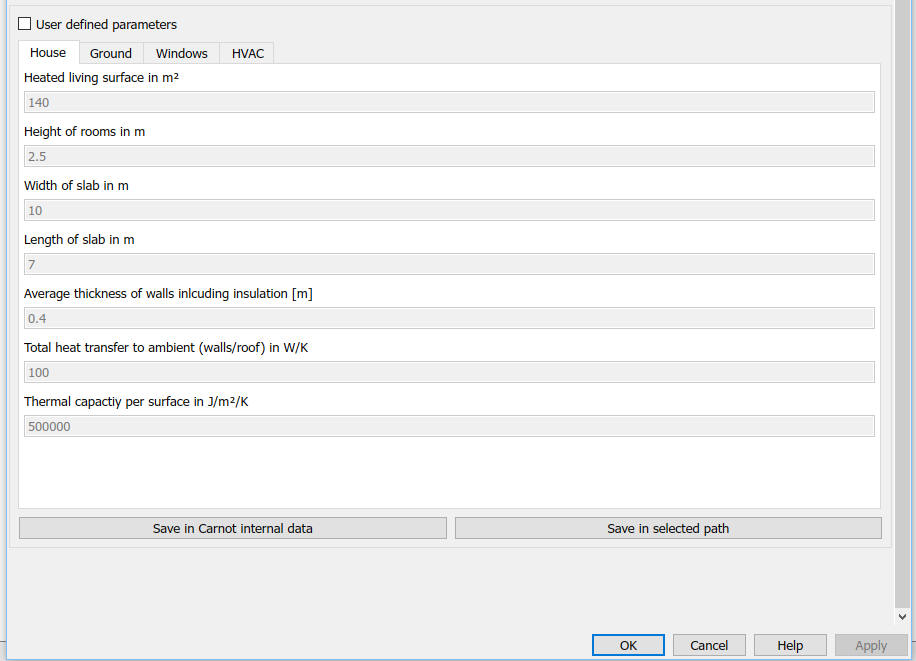 User defined parameters
House Ground Windows HVAC
Heated living surface in m²
140
Height of rooms in m
2.5
Width of slab in m
10
Length of slab in m
7
Average thickness of walls inlcuding insulation [m]
0.4
Total heat transfer to ambient (walls/roof) in W/K
100
Thermal capactiy per surface in J/m²/K
500000
Save in Carnot internal data Save in selected path
OK Cancel Help Apply